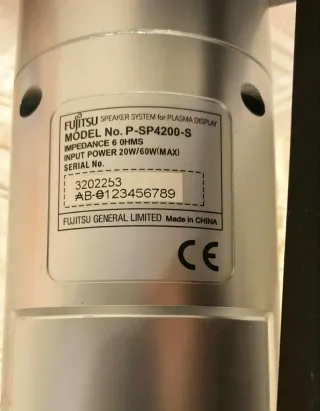 FUJITSU SPEAKER SYSTEM for PLASMA DISPLAY
MODEL No. P-SP4200-S
IMPEDANCE 6 OHMS
INPUT POWER 20W/60W(MAX)
SERIAL No.
3202253
AB-0123456789
FUJITSU GENERAL LIMITED Made in CHINA
CE